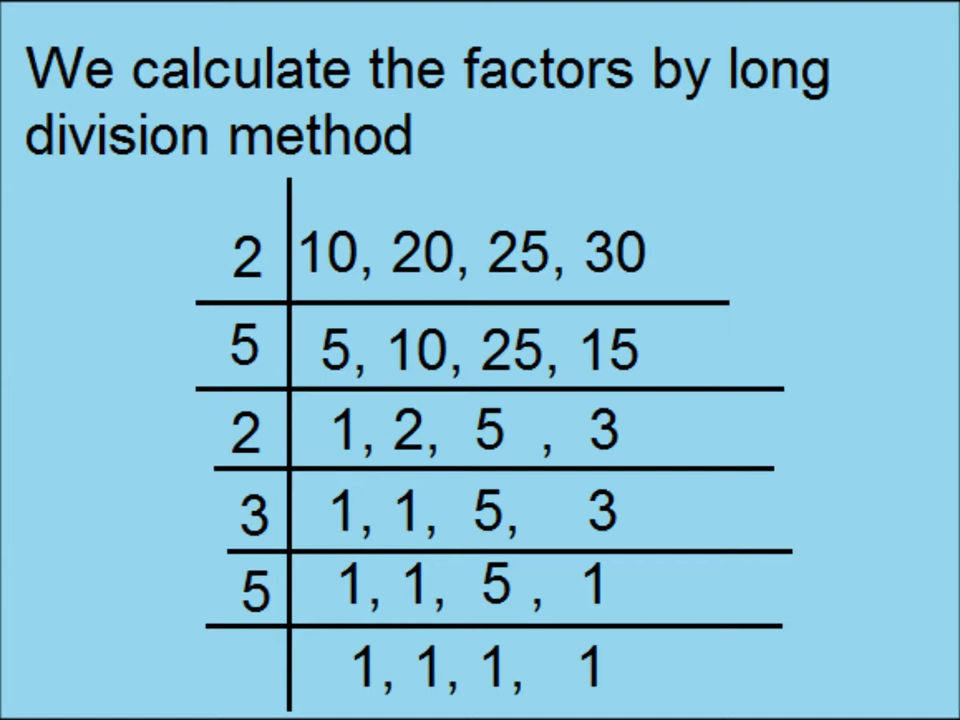 We calculate the factors by long
division method
2 10, 20, 25, 30
5 5, 10, 25, 15
2 1, 2, 5 , 3
3 1, 1, 5, 3
5 1, 1, 5 , 1
1, 1, 1, 1